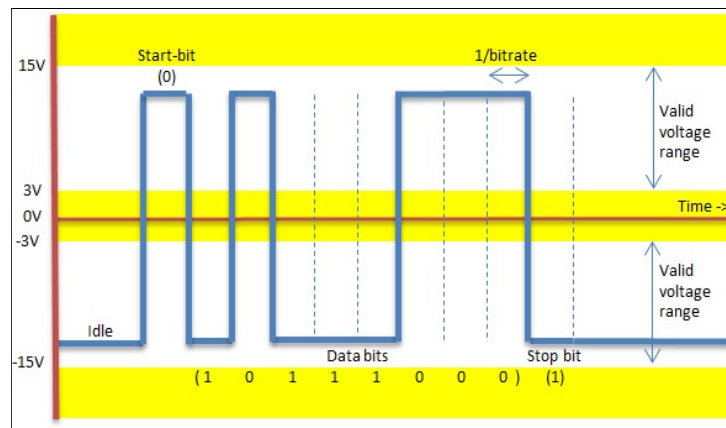 Start-bit
(0)
1/bitrate
15V
Valid
voltage
range
3V
0V
Time ->
-3V
Valid
voltage
range
Idle
-15V
Data bits
Stop bit
( 1 0 1 1 1 0 0 0 ) (1)